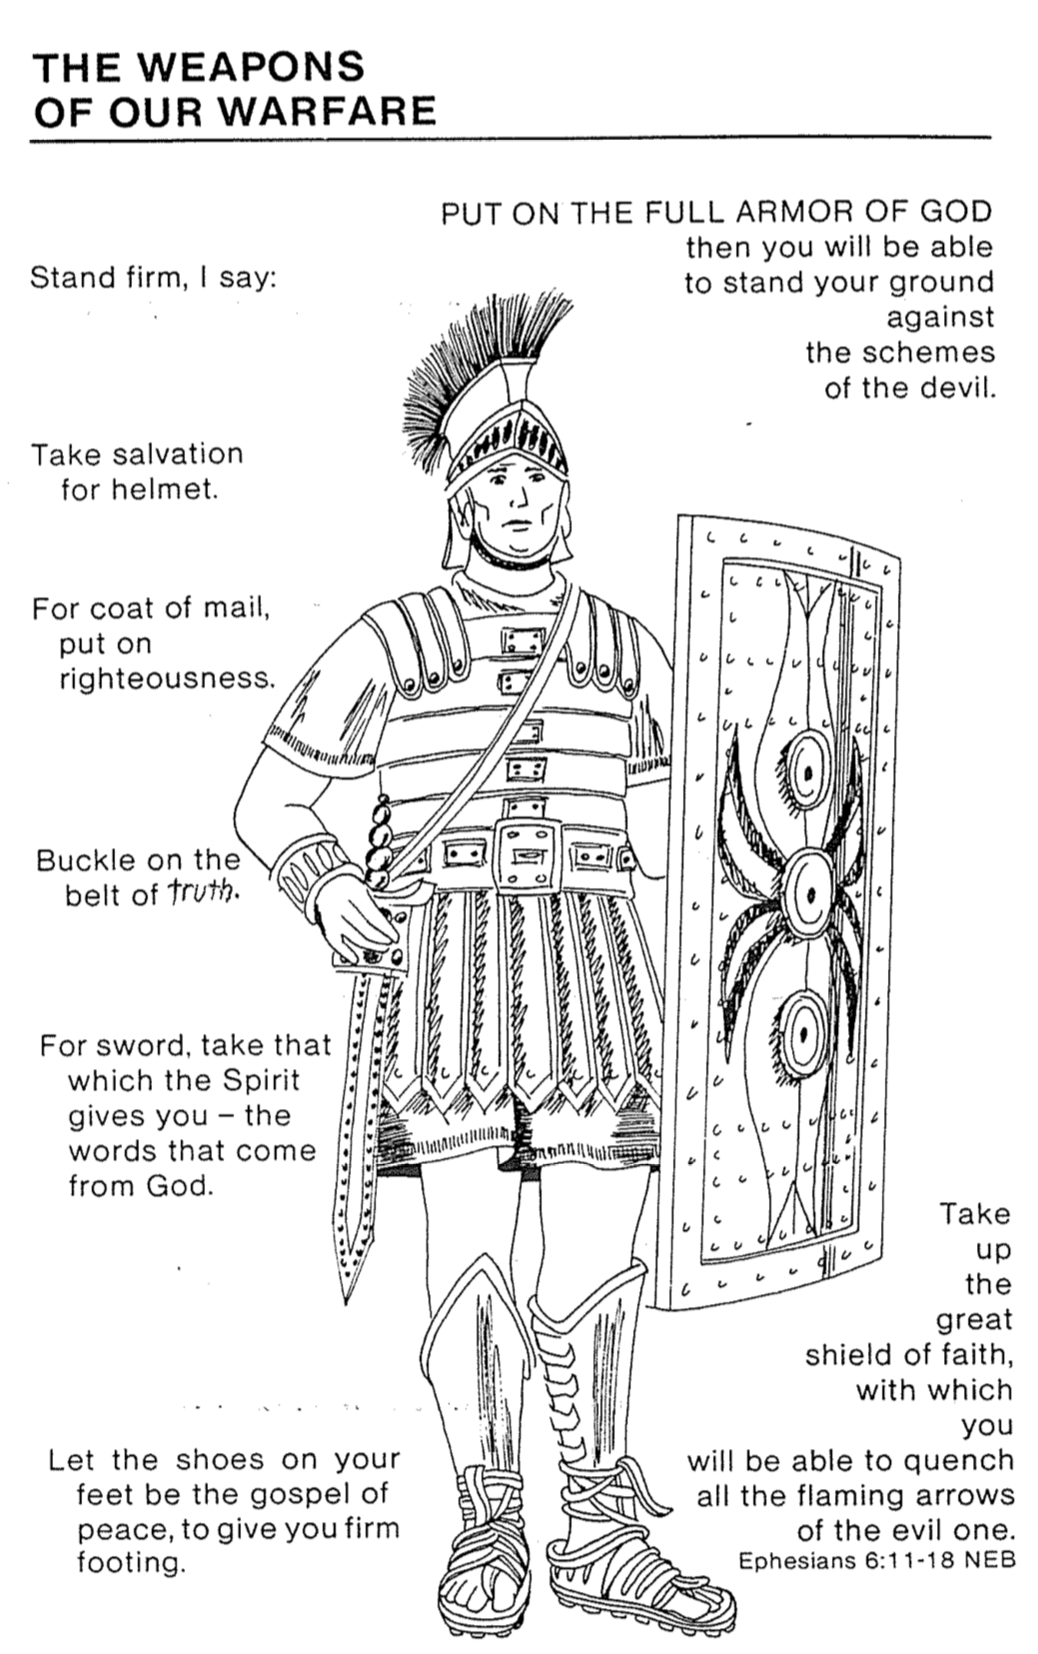 THE WEAPONS
OF OUR WARFARE
PUT ON THE FULL ARMOR OF GOD
then you will be able
to stand your ground
against
the schemes
of the devil.
Stand firm, I say:
Take salvation
for helmet.
For coat of mail,
put on
righteousness.
Buckle on the
belt of truth.
For sword, take that
which the Spirit
gives you – the
words that come
from God.
Let the shoes on your
feet be the gospel of
peace, to give you firm
footing.
Take
up
the
great
shield of faith,
with which
you
will be able to quench
all the flaming arrows
of the evil one.
Ephesians 6:11-18 NEB